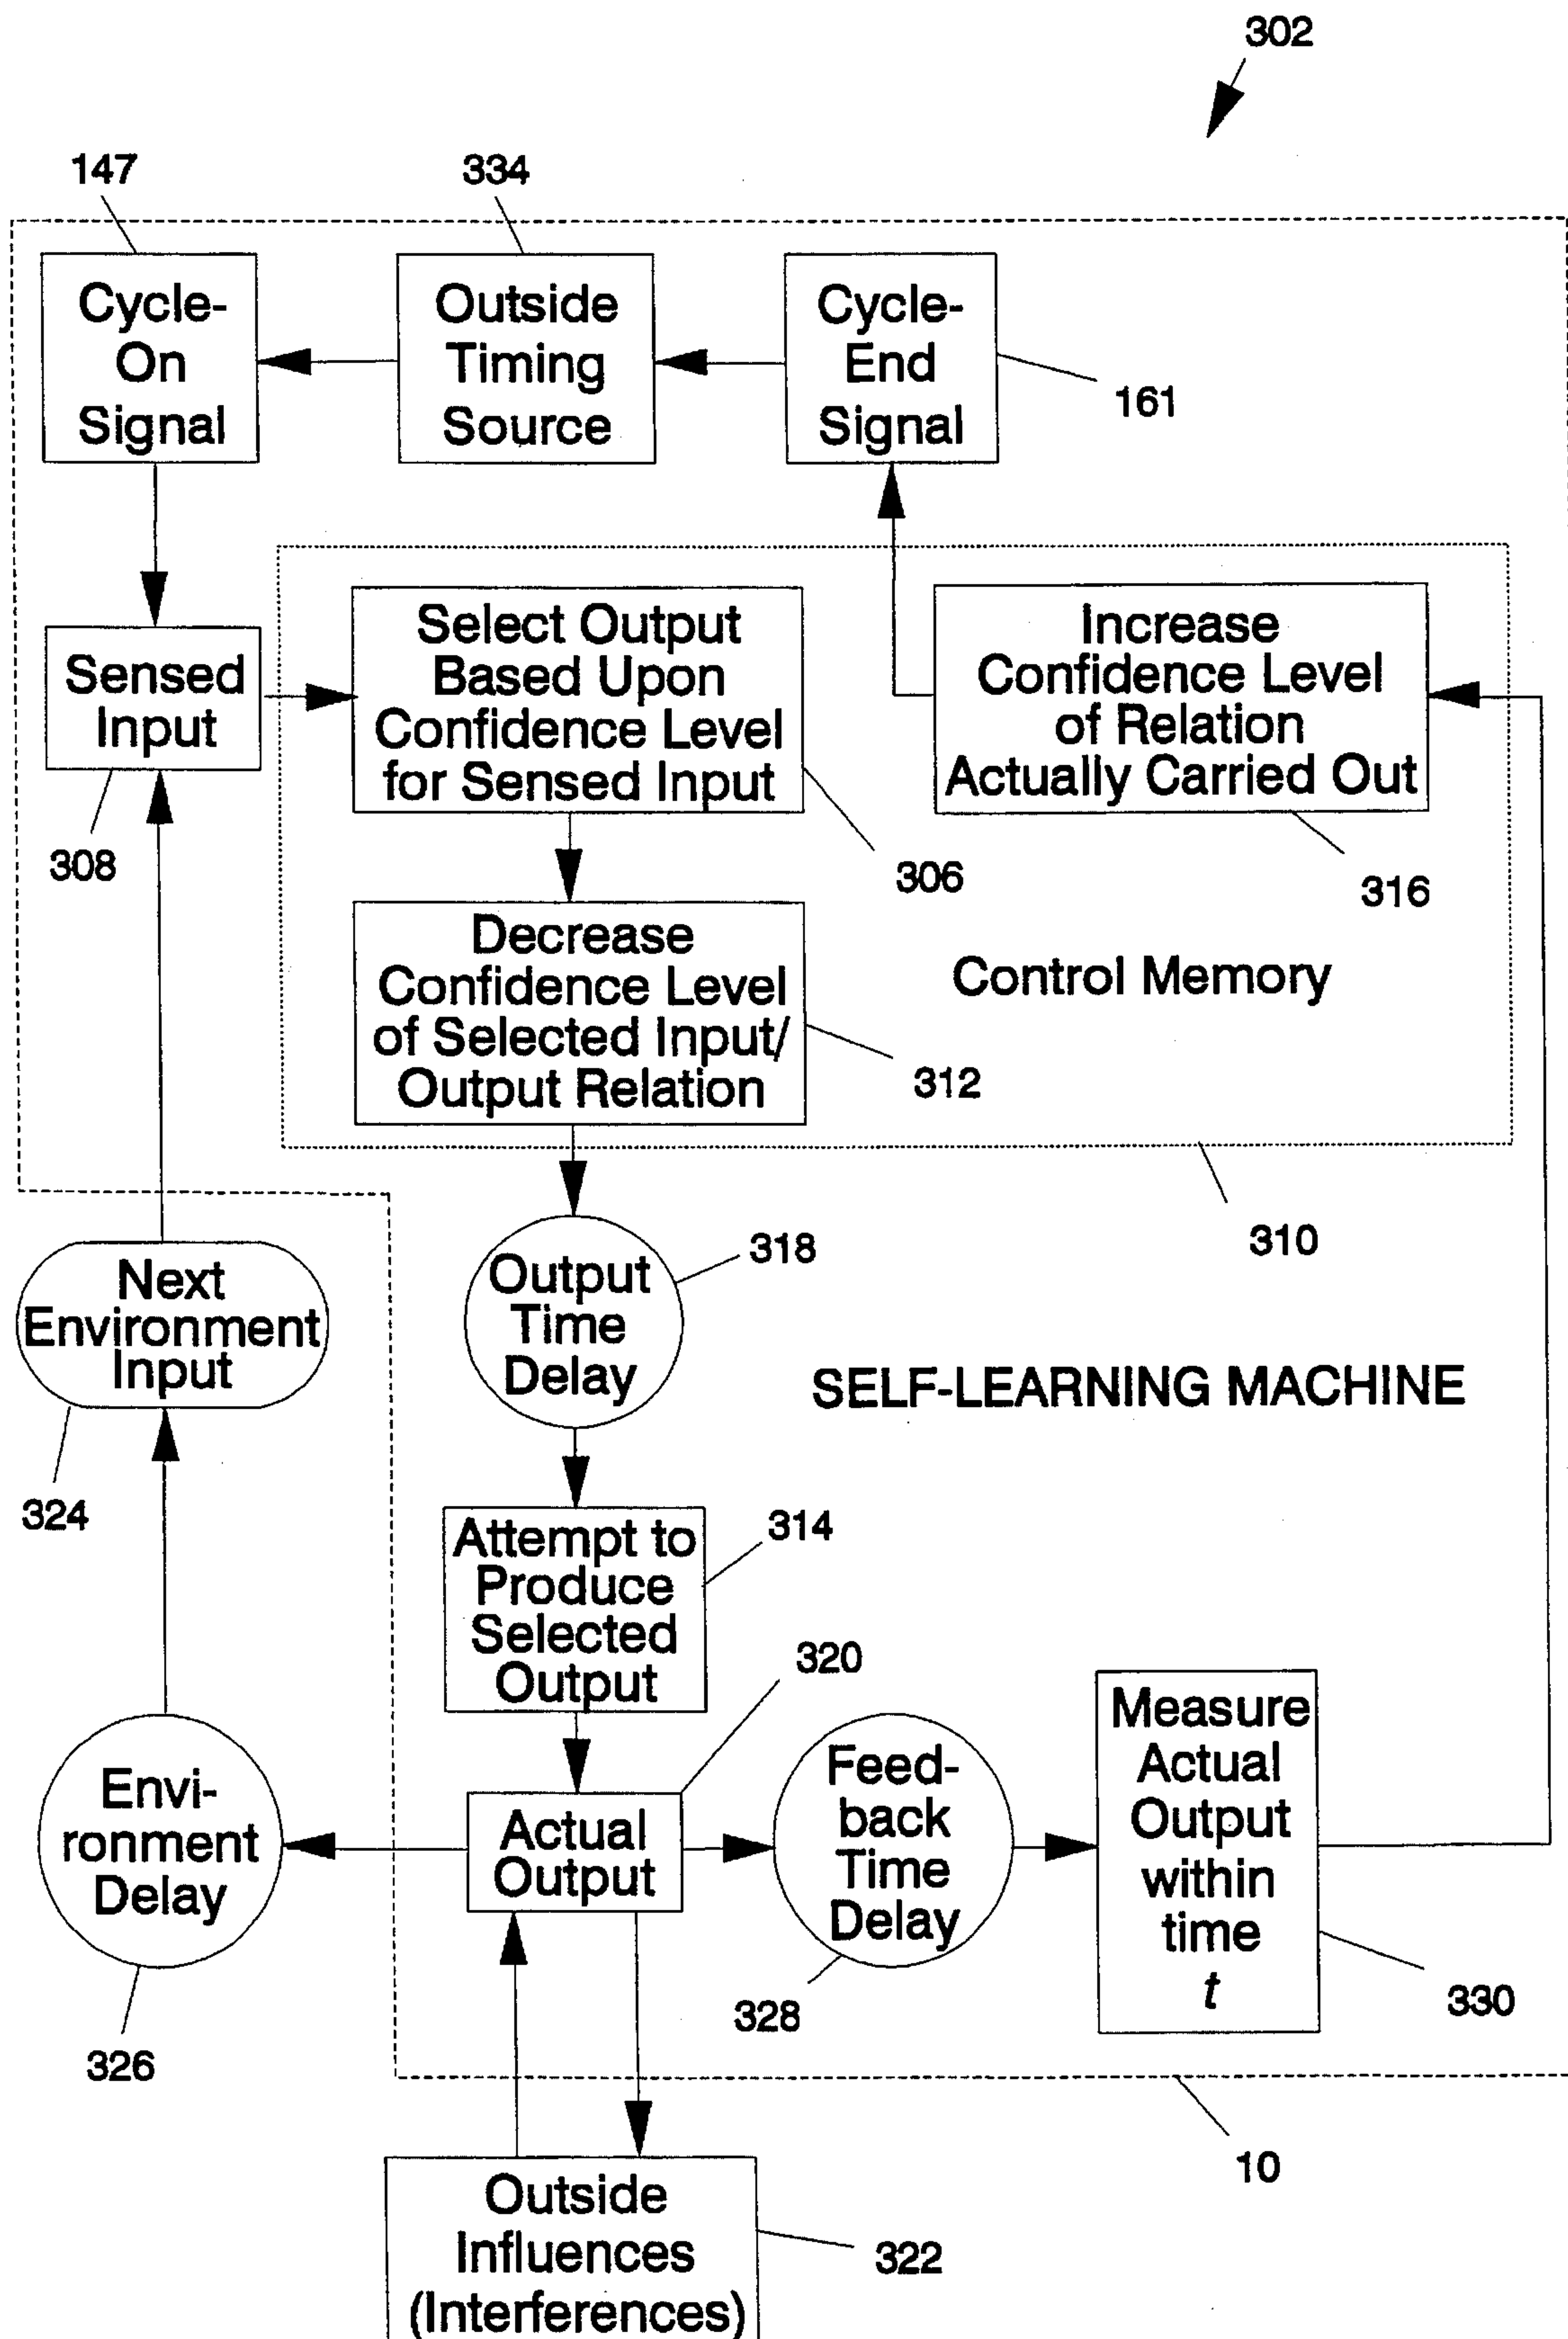 302
147
334
Cycle-
On
Signal
Outside
Timing
Source
Cycle-
End
Signal
161
Sensed
Input
308
Select Output
Based Upon
Confidence Level
for Sensed Input
306
Increase
Confidence Level
of Relation
Actually Carried Out
316
Decrease
Confidence Level
of Selected Input/
Output Relation
312
Control Memory
310
Next
Environment
Input
324
Output
Time
Delay
318
SELF-LEARNING MACHINE
Attempt to
Produce
Selected
Output
314
320
Envi-
ronment
Delay
326
Actual
Output
Feed-
back
Time
Delay
328
Measure
Actual
Output
within
time
t
330
10
Outside
Influences
(Interferences)
322